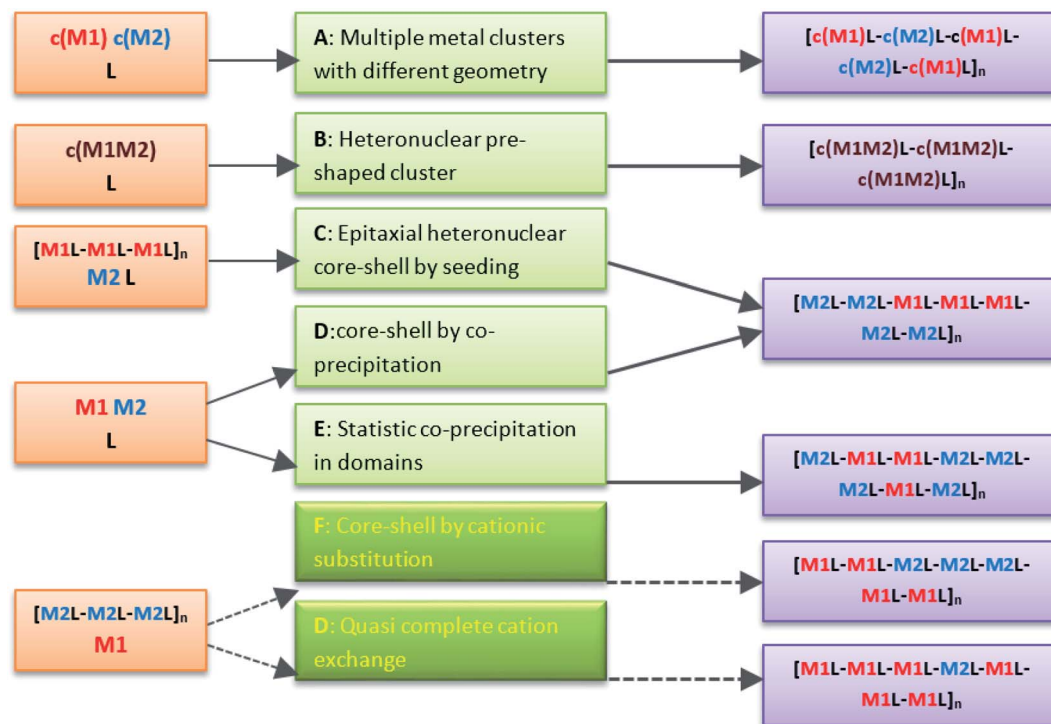 c(M1) c(M2)
L
A: Multiple metal clusters
with different geometry
[c(M1)L-c(M2)L-c(M1)L-
c(M2)L-c(M1)L]n
c(M1M2)
L
B: Heteronuclear pre-
shaped cluster
[c(M1M2)L-c(M1M2)L-
c(M1M2)L]n
[M1L-M1L-M1L]n
M2 L
C: Epitaxial heteronuclear
core-shell by seeding
[M2L-M2L-M1L-M1L-M1L-
M2L-M2L]n
D:core-shell by co-
precipitation
M1 M2
L
E: Statistic co-precipitation
in domains
[M2L-M1L-M1L-M2L-M2L-
M2L-M1L-M2L]n
F: Core-shell by cationic
substitution
[M1L-M1L-M2L-M2L-M2L-
M1L-M1L]n
[M2L-M2L-M2L]n
M1
D: Quasi complete cation
exchange
[M1L-M1L-M1L-M2L-M1L-
M1L-M1L]n